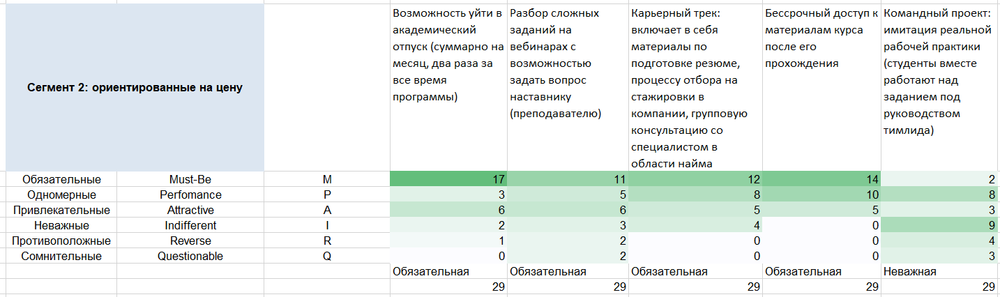 Сегмент 2: ориентированные на цену
Возможность уйти в
академический
отпуск (суммарно на
месяц, два раза за
все время
программы)
Разбор сложных
заданий на
вебинарах с
возможностью
задать вопрос
наставнику
(преподавателю)
Карьерный трек:
включает в себя
материалы по
подготовке резюме,
процессу отбора на
стажировки в
компании, групповую
консультацию со
специалистом в
области найма
Бессрочный доступ к
материалам курса
после его
прохождения
Командный проект:
имитация реальной
рабочей практики
(студенты вместе
работают над
заданием под
руководством
тимлида)
Обязательные Must-Be M 17 11 12 14 2
Одномерные Perfomance P 3 5 8 10 8
Привлекательные Attractive A 6 6 5 5 3
Неважные Indifferent I 2 3 4 0 9
Противоположные Reverse R 1 2 0 0 4
Сомнительные Questionable Q 0 2 0 0 3
Обязательная Обязательная Обязательная Обязательная Неважная
29 29 29 29 29